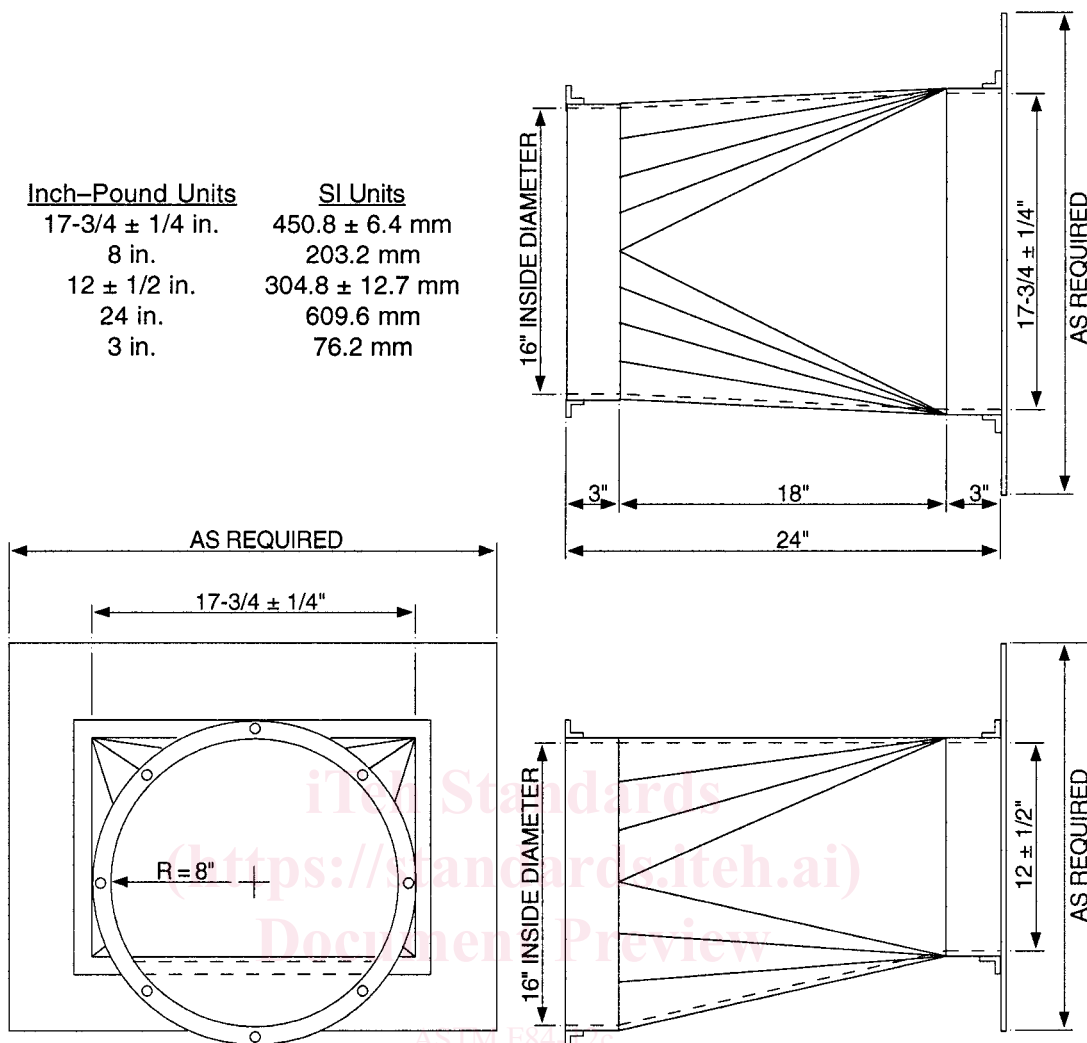 Inch–Pound Units SI Units
17-3/4 ± 1/4 in. 450.8 ± 6.4 mm
8 in. 203.2 mm
12 ± 1/2 in. 304.8 ± 12.7 mm
24 in. 609.6 mm
3 in. 76.2 mm
16" INSIDE DIAMETER
17-3/4 ± 1/4"
AS REQUIRED
3" 18" 3"
24"
AS REQUIRED
17-3/4 ± 1/4"
R = 8"
16" INSIDE DIAMETER
12 ± 1/2"
AS REQUIRED
iTeh Standards
(https://standards.iteh.ai)
Document Preview